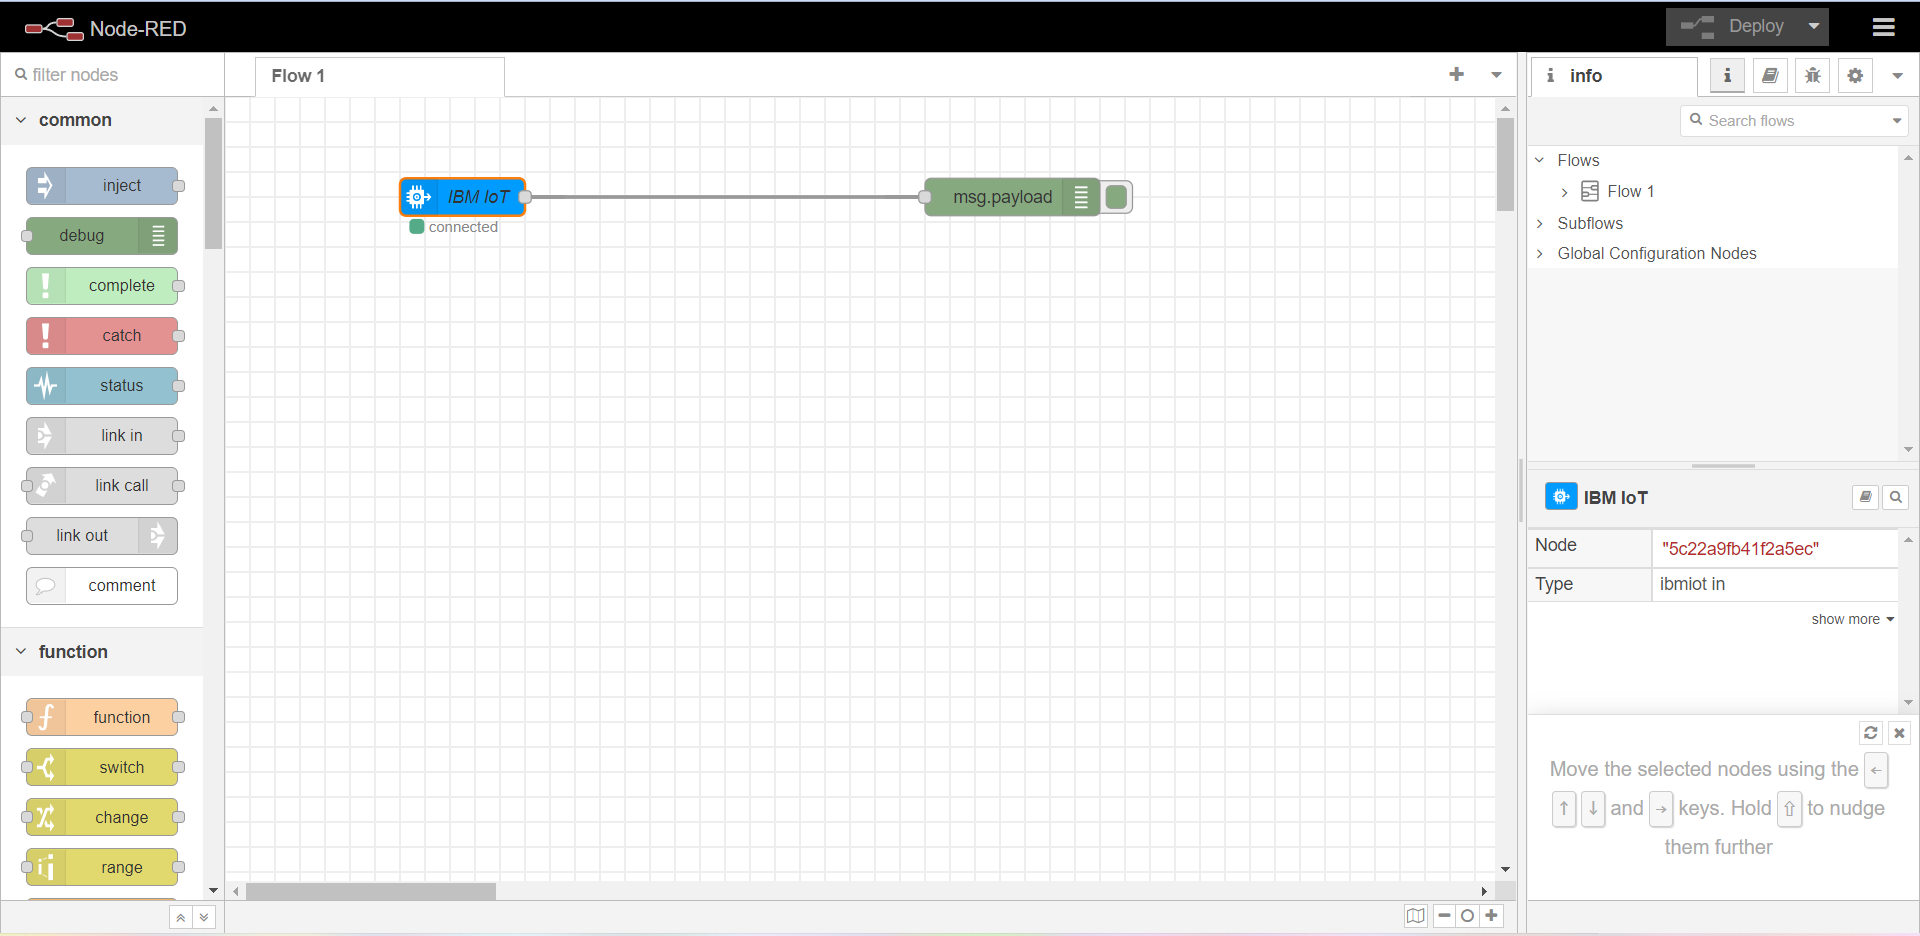 Node-RED
Deploy
filter nodes
common
inject
debug
complete
catch
status
link in
link call
link out
comment
function
function
switch
change
range
Flow 1
IBM IoT
connected
msg.payload
i info
i
Search flows
Flows
Flow 1
Subflows
Global Configuration Nodes
IBM IoT
Node "5c22a9fb41f2a5ec"
Type ibmiot in
show more
Move the selected nodes using the ←
↑ ↓ and → keys. Hold ⇧ to nudge
them further